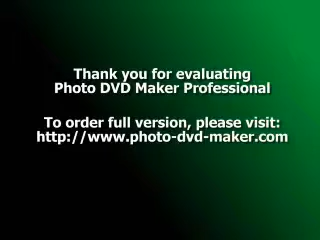 Thank you for evaluating
Photo DVD Maker Professional
To order full version, please visit:
http://www.photo-dvd-maker.com